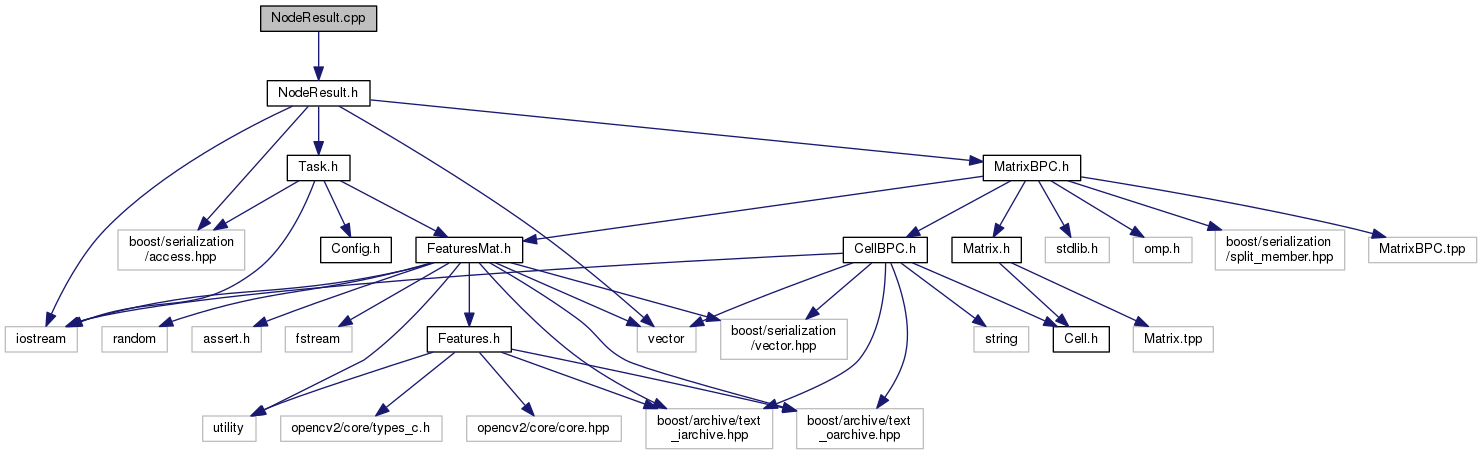 NodeResult.cpp
NodeResult.h
Task.h
MatrixBPC.h
boost/serialization
/access.hpp
Config.h
FeaturesMat.h
CellBPC.h
Matrix.h
stdlib.h
omp.h
boost/serialization
/split_member.hpp
MatrixBPC.tpp
iostream
random
assert.h
fstream
Features.h
vector
boost/serialization
/vector.hpp
string
Cell.h
Matrix.tpp
utility
opencv2/core/types_c.h
opencv2/core/core.hpp
boost/archive/text
_iarchive.hpp
boost/archive/text
_oarchive.hpp